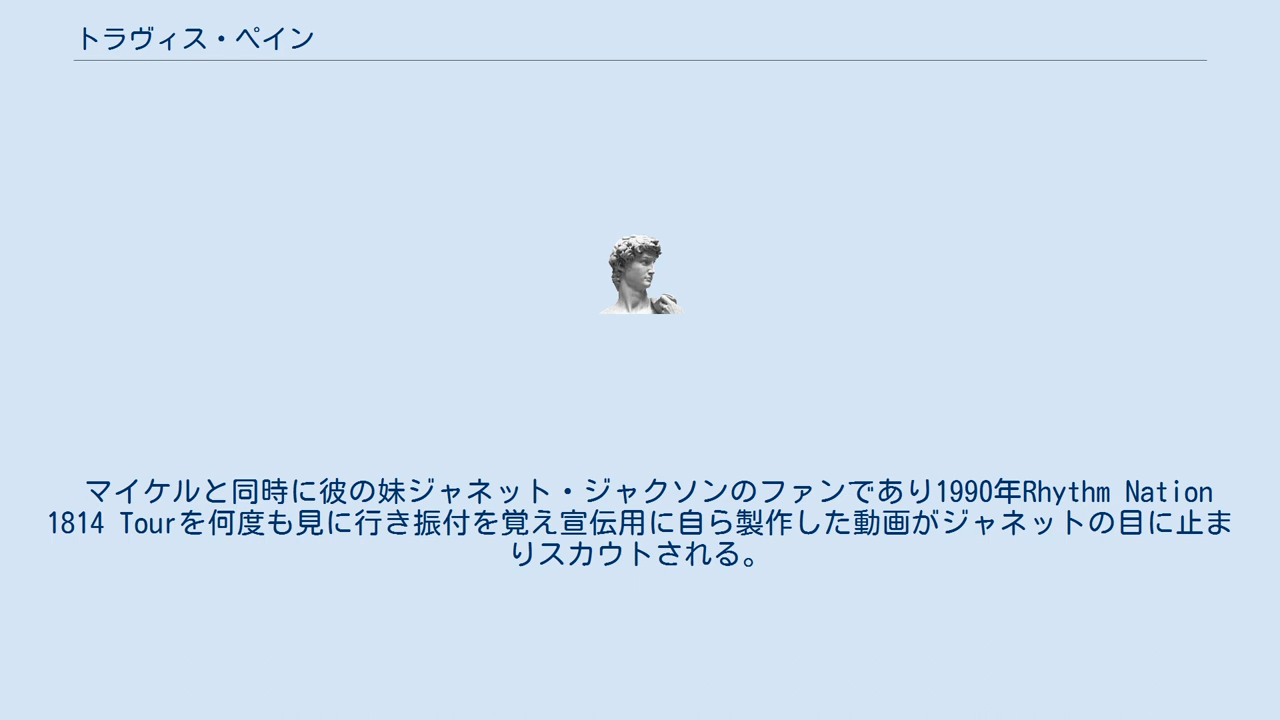 トラヴィス・ペイン
マイケルと同時に彼の妹ジャネット・ジャクソンのファンであり1990年Rhythm Nation
1814 Tourを何度も見に行き振付を覚え宣伝用に自ら製作した動画がジャネットの目に止ま
りスカウトされる。